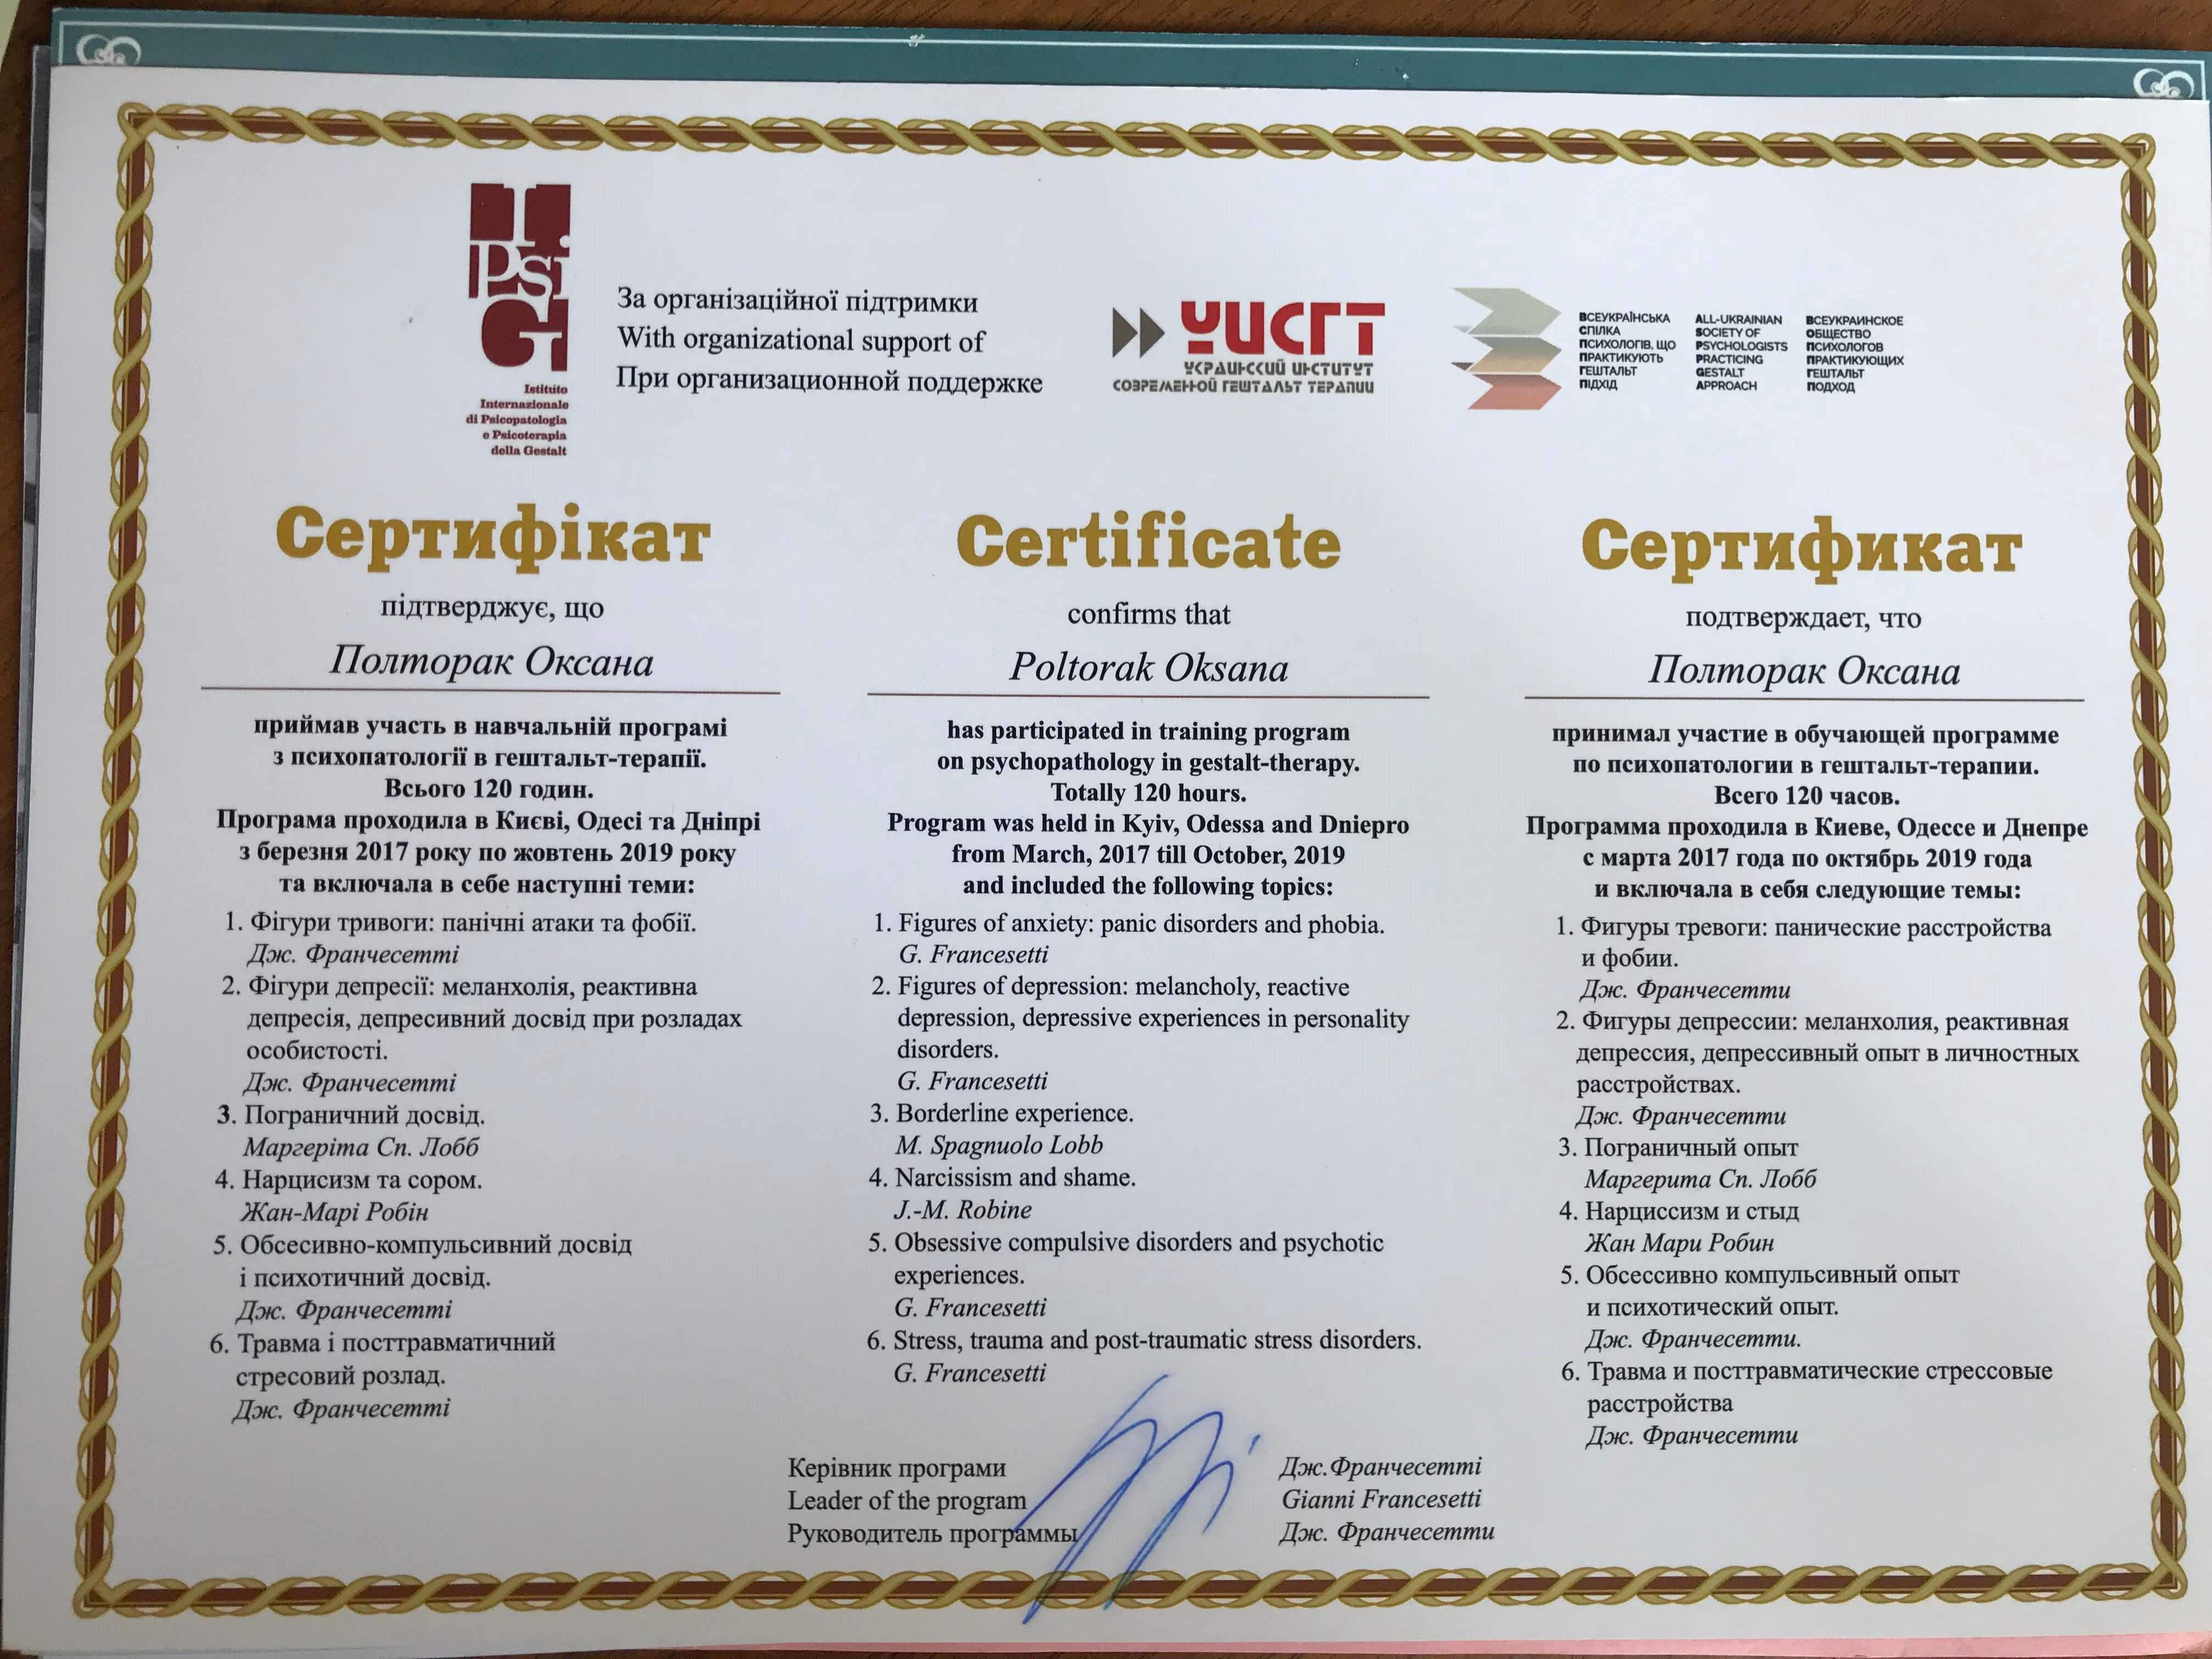 IPsiG
Istituto
Internazionale
di Psicopatologia
e Psicoterapia
della Gestalt
За організаційної підтримки
With organizational support of
При организационной поддержке
УИСГТ
УКРАИНСКИЙ ИНСТИТУТ
СОВРЕМЕННОЙ ГЕШТАЛЬТ ТЕРАПИИ
ВСЕУКРАЇНСЬКА
СПІЛКА
ПСИХОЛОГІВ, ЩО
ПРАКТИКУЮТЬ
ГЕШТАЛЬТ
ПІДХІД
ALL-UKRAINIAN
SOCIETY OF
PSYCHOLOGISTS
PRACTICING
GESTALT
APPROACH
ВСЕУКРАИНСКОЕ
ОБЩЕСТВО
ПСИХОЛОГОВ
ПРАКТИКУЮЩИХ
ГЕШТАЛЬТ
ПОДХОД
Сертифікат
підтверджує, що
Полторак Оксана
приймав участь в навчальній програмі
з психопатології в гештальт-терапії.
Всього 120 годин.
Програма проходила в Києві, Одесі та Дніпрі
з березня 2017 року по жовтень 2019 року
та включала в себе наступні теми:
1. Фігури тривоги: панічні атаки та фобії.
Дж. Франчесетті
2. Фігури депресії: меланхолія, реактивна
депресія, депресивний досвід при розладах
особистості.
Дж. Франчесетті
3. Пограничний досвід.
Маргеріта Сп. Лобб
4. Нарцисизм та сором.
Жан-Марі Робін
5. Обсесивно-компульсивний досвід
і психотичний досвід.
Дж. Франчесетті
6. Травма і посттравматичний
стресовий розлад.
Дж. Франчесетті
Certificate
confirms that
Poltorak Oksana
has participated in training program
on psychopathology in gestalt-therapy.
Totally 120 hours.
Program was held in Kyiv, Odessa and Dniepro
from March, 2017 till October, 2019
and included the following topics:
1. Figures of anxiety: panic disorders and phobia.
G. Francesetti
2. Figures of depression: melancholy, reactive
depression, depressive experiences in personality
disorders.
G. Francesetti
3. Borderline experience.
M. Spagnuolo Lobb
4. Narcissism and shame.
J.-M. Robine
5. Obsessive compulsive disorders and psychotic
experiences.
G. Francesetti
6. Stress, trauma and post-traumatic stress disorders.
G. Francesetti
Сертификат
подтверждает, что
Полторак Оксана
принимал участие в обучающей программе
по психопатологии в гештальт-терапии.
Всего 120 часов.
Программа проходила в Киеве, Одессе и Днепре
с марта 2017 года по октябрь 2019 года
и включала в себя следующие темы:
1. Фигуры тревоги: панические расстройства
и фобии.
Дж. Франчесетти
2. Фигуры депрессии: меланхолия, реактивная
депрессия, депрессивный опыт в личностных
расстройствах.
Дж. Франчесетти
3. Пограничный опыт
Маргерита Сп. Лобб
4. Нарциссизм и стыд
Жан Мари Робин
5. Обсессивно компульсивный опыт
и психотический опыт.
Дж. Франчесетти.
6. Травма и посттравматические стрессовые
расстройства
Дж. Франчесетти
Керівник програми Дж.Франчесетті
Leader of the program Gianni Francesetti
Руководитель программы Дж. Франчесетти